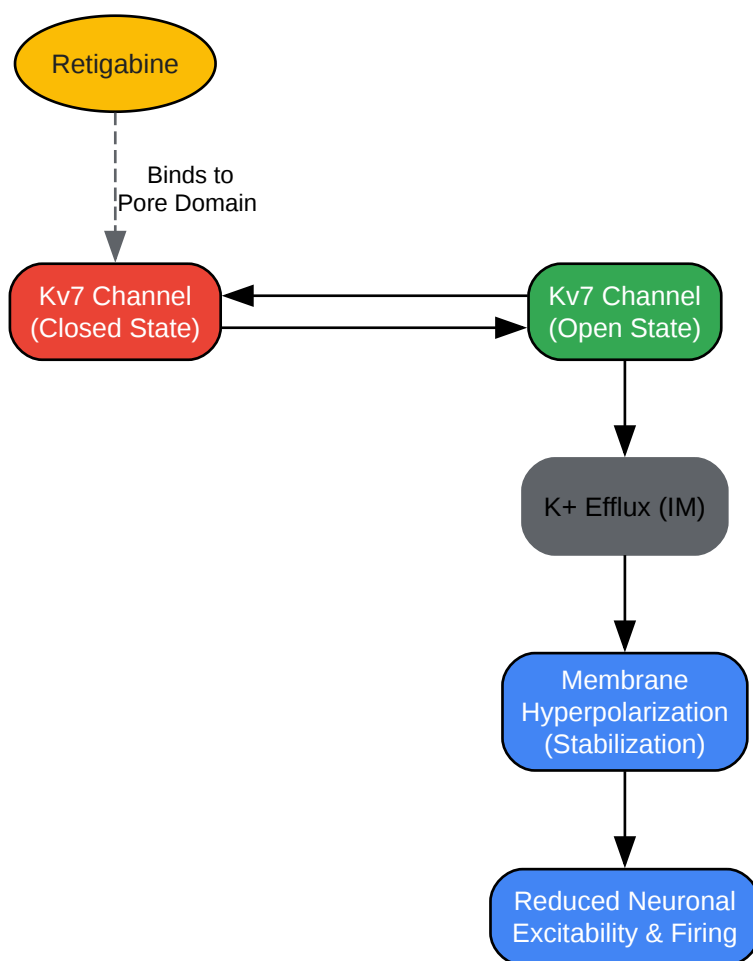 Retigabine
Binds to
Pore Domain
Kv7 Channel
(Closed State)
Kv7 Channel
(Open State)
K+ Efflux (IM)
Membrane
Hyperpolarization
(Stabilization)
Reduced Neuronal
Excitability & Firing